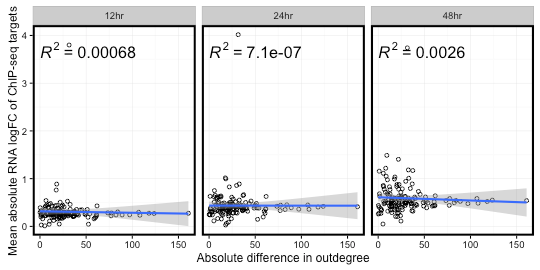 12hr
24hr
48hr
R² = 0.00068
R² = 7.1e-07
R² = 0.0026
Mean absolute RNA logFC of ChIP-seq targets
4
3
2
1
0
0 50 100 150
0 50 100 150
0 50 100 150
Absolute difference in outdegree